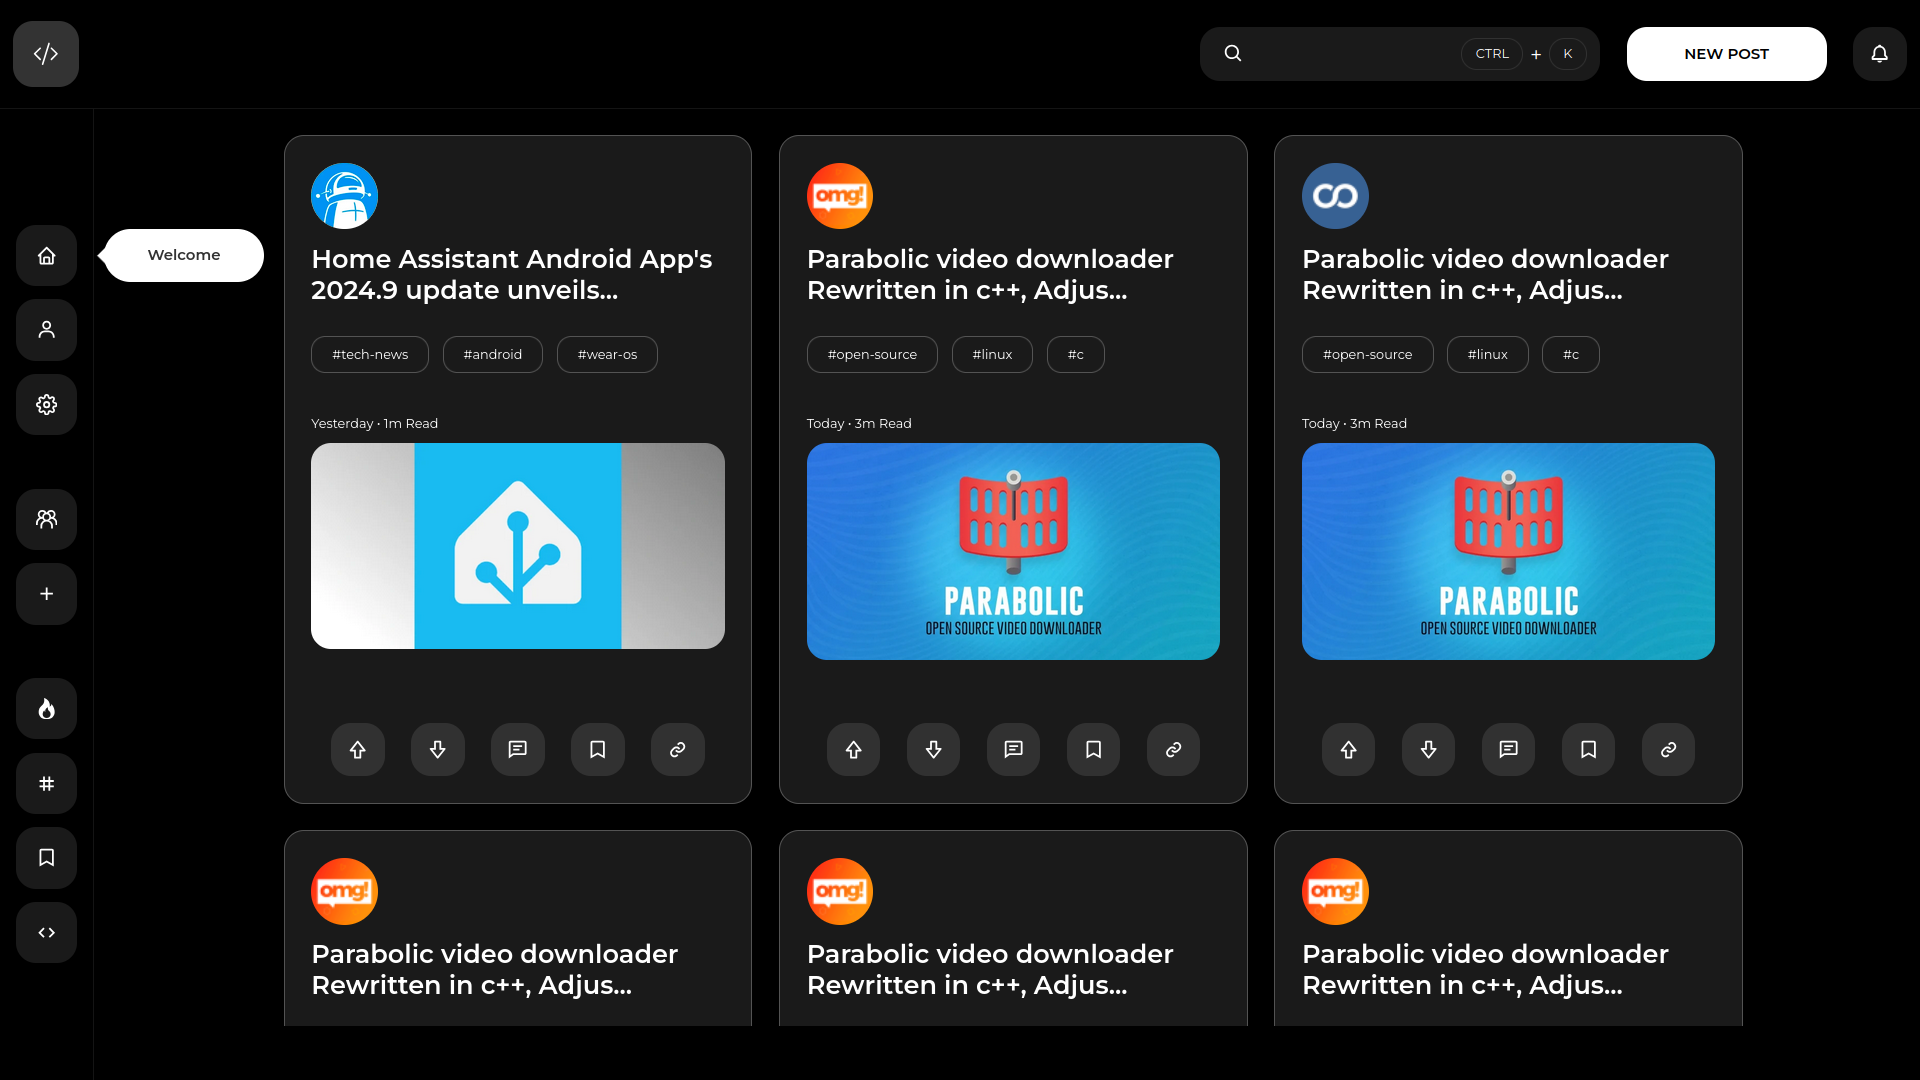 CTRL + K
NEW POST
Welcome
omg!
Home Assistant Android App's
2024.9 update unveils...
#tech-news
#android
#wear-os
Yesterday • 1m Read
Parabolic video downloader
Rewritten in c++, Adjus...
#open-source
#linux
#c
Today • 3m Read
PARABOLIC
OPEN SOURCE VIDEO DOWNLOADER
Parabolic video downloader
Rewritten in c++, Adjus...
#open-source
#linux
#c
Today • 3m Read
PARABOLIC
OPEN SOURCE VIDEO DOWNLOADER
omg!
Parabolic video downloader
Rewritten in c++, Adjus...
omg!
Parabolic video downloader
Rewritten in c++, Adjus...
omg!
Parabolic video downloader
Rewritten in c++, Adjus...